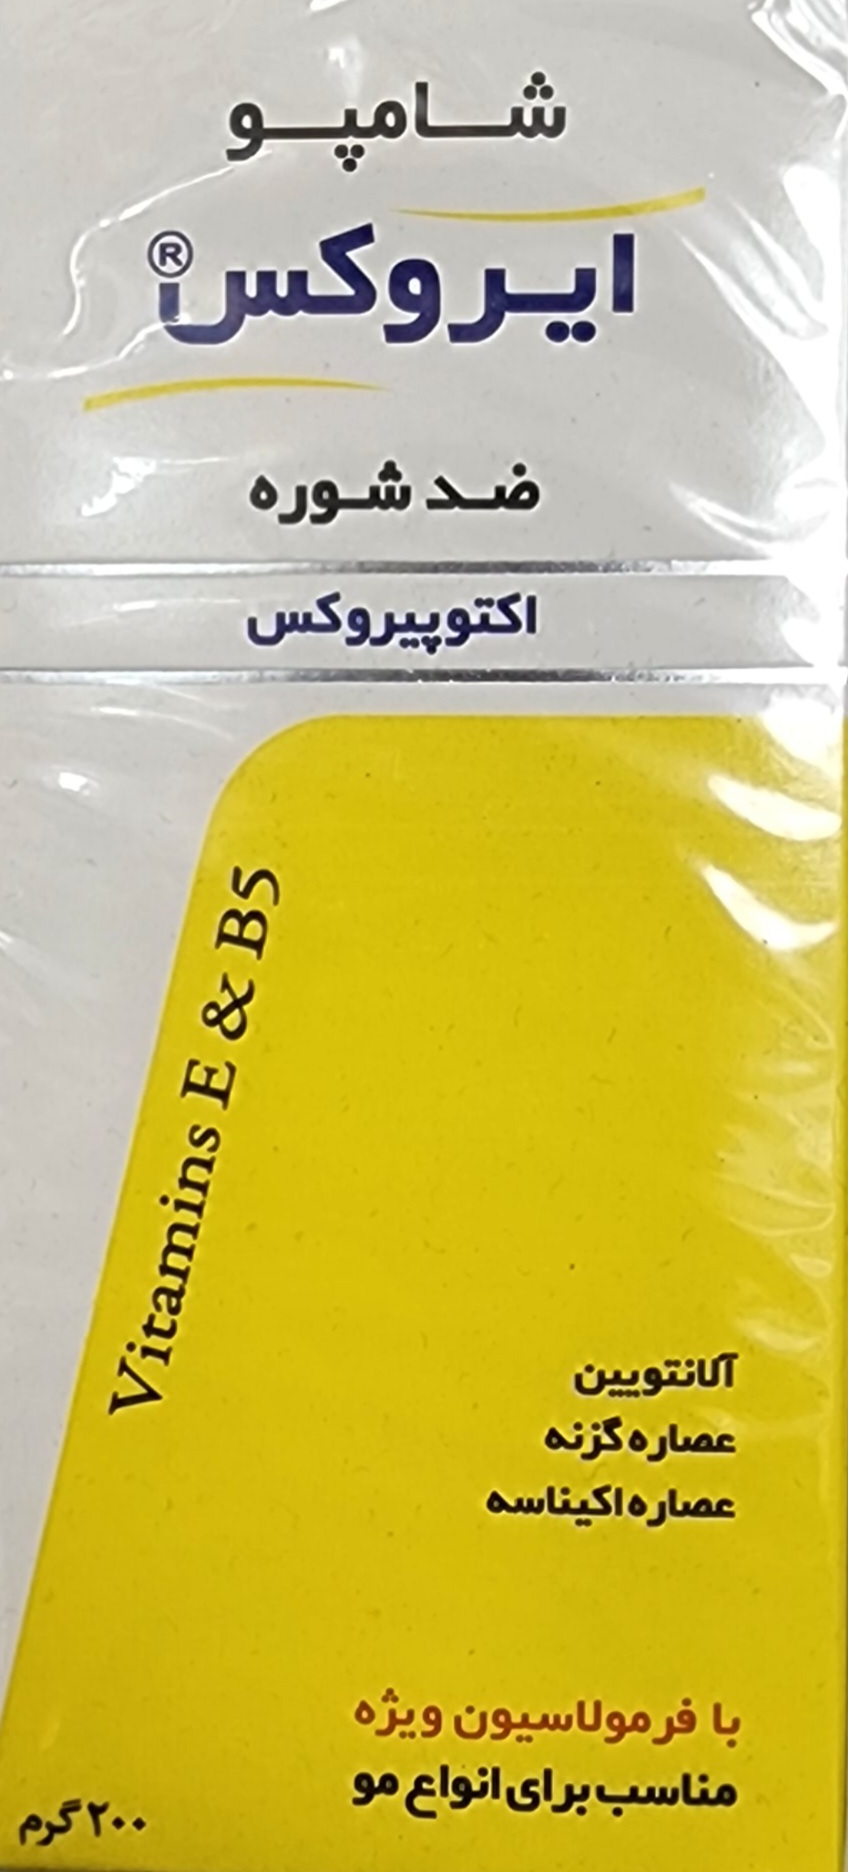 شامپو
ایروکس®
ضد شوره
اکتوپیروکس
Vitamins E & B5
آلانتویین
عصاره گزنه
عصاره اکیناسه
با فرمولاسیون ویژه
مناسب برای انواع مو
۲۰۰ گرم